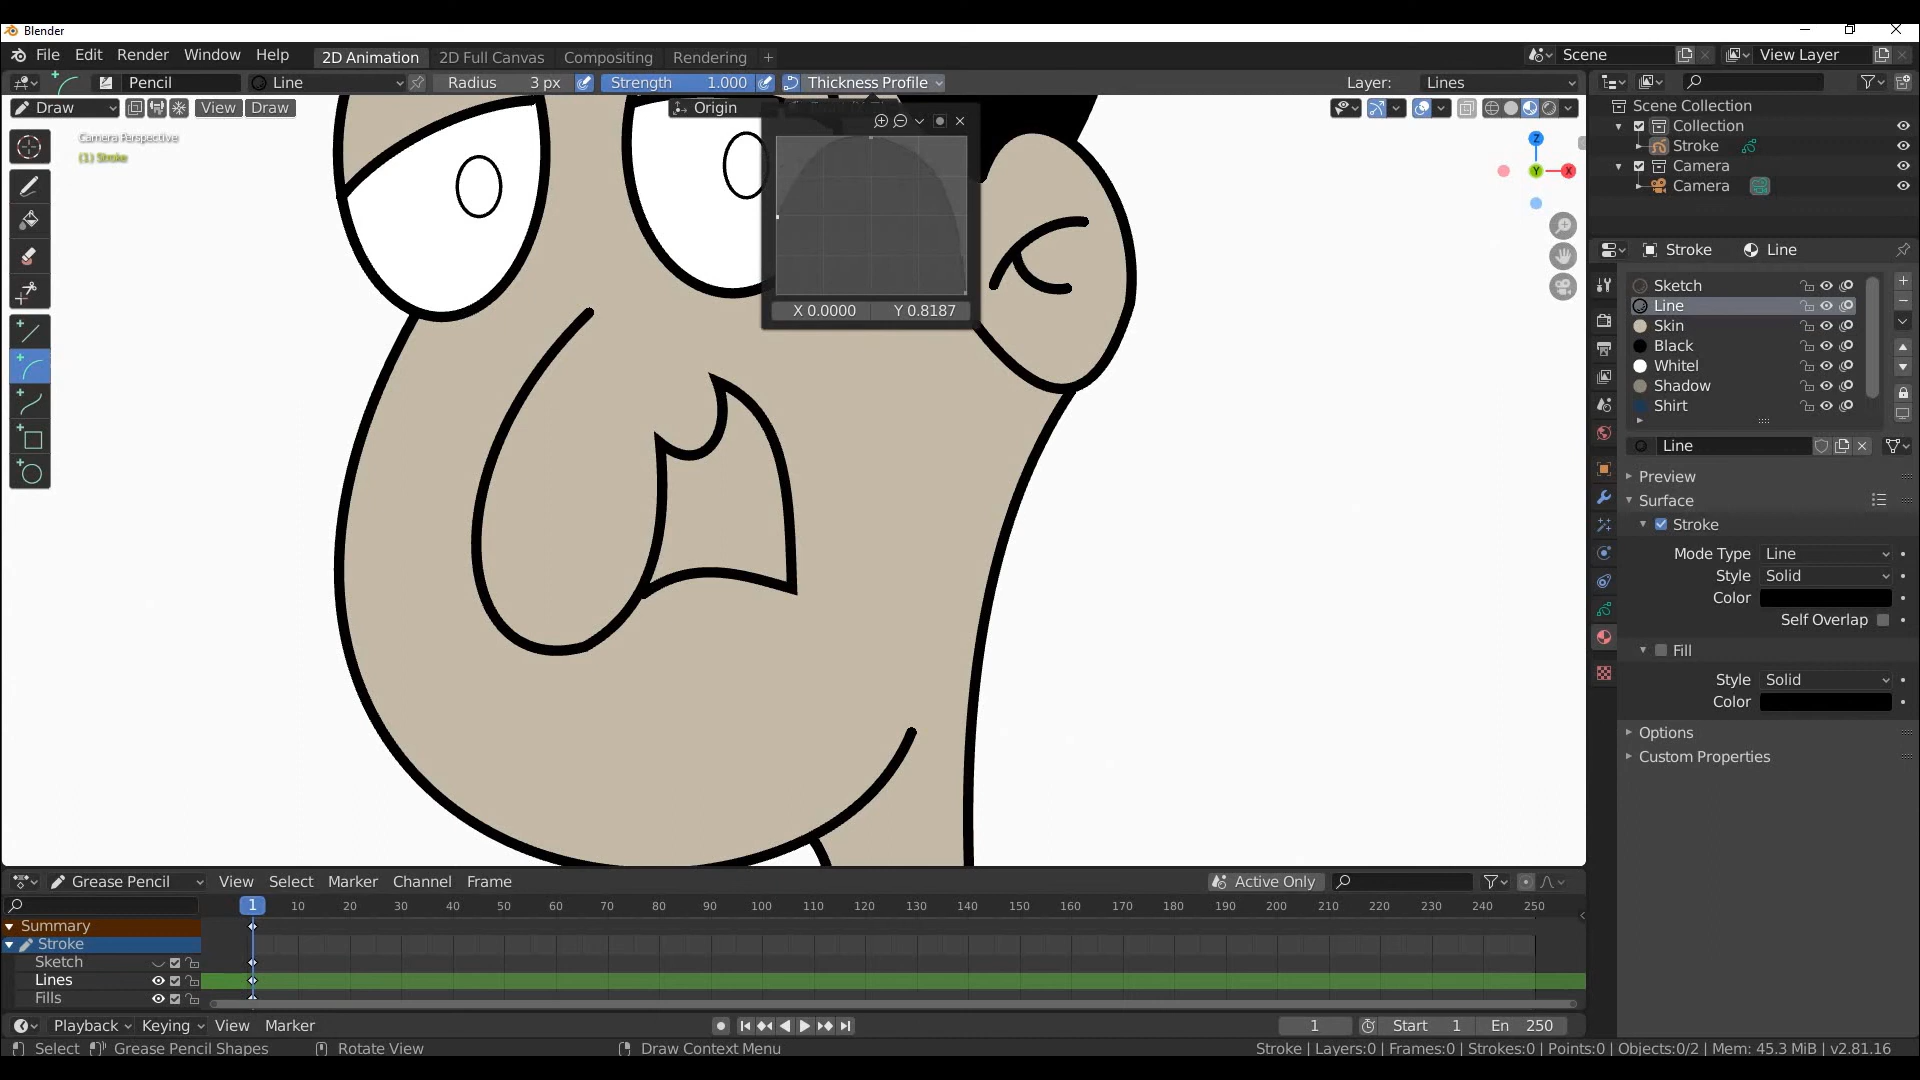 Blender
File Edit Render Window Help 2D Animation 2D Full Canvas Compositing Rendering + Scene View Layer
Pencil Line Radius 3 px Strength 1.000 Thickness Profile Layer: Lines
Draw View Draw Origin
Camera Perspective
(1) Stroke
X 0.0000 Y 0.8187
Z
Y
X
Scene Collection
Collection
Stroke
Camera
Camera
Stroke Line
Sketch
Line
Skin
Black
Whitel
Shadow
Shirt
Line
Preview
Surface
Stroke
Mode Type Line
Style Solid
Color
Self Overlap
Fill
Style Solid
Color
Options
Custom Properties
Grease Pencil View Select Marker Channel Frame Active Only
1 10 20 30 40 50 60 70 80 90 100 110 120 130 140 150 160 170 180 190 200 210 220 230 240 250
Summary
Stroke
Sketch
Lines
Fills
Playback Keying View Marker 1 Start 1 En 250
Select Grease Pencil Shapes Rotate View Draw Context Menu Stroke | Layers:0 | Frames:0 | Strokes:0 | Points:0 | Objects:0/2 | Mem: 45.3 MiB | v2.81.16